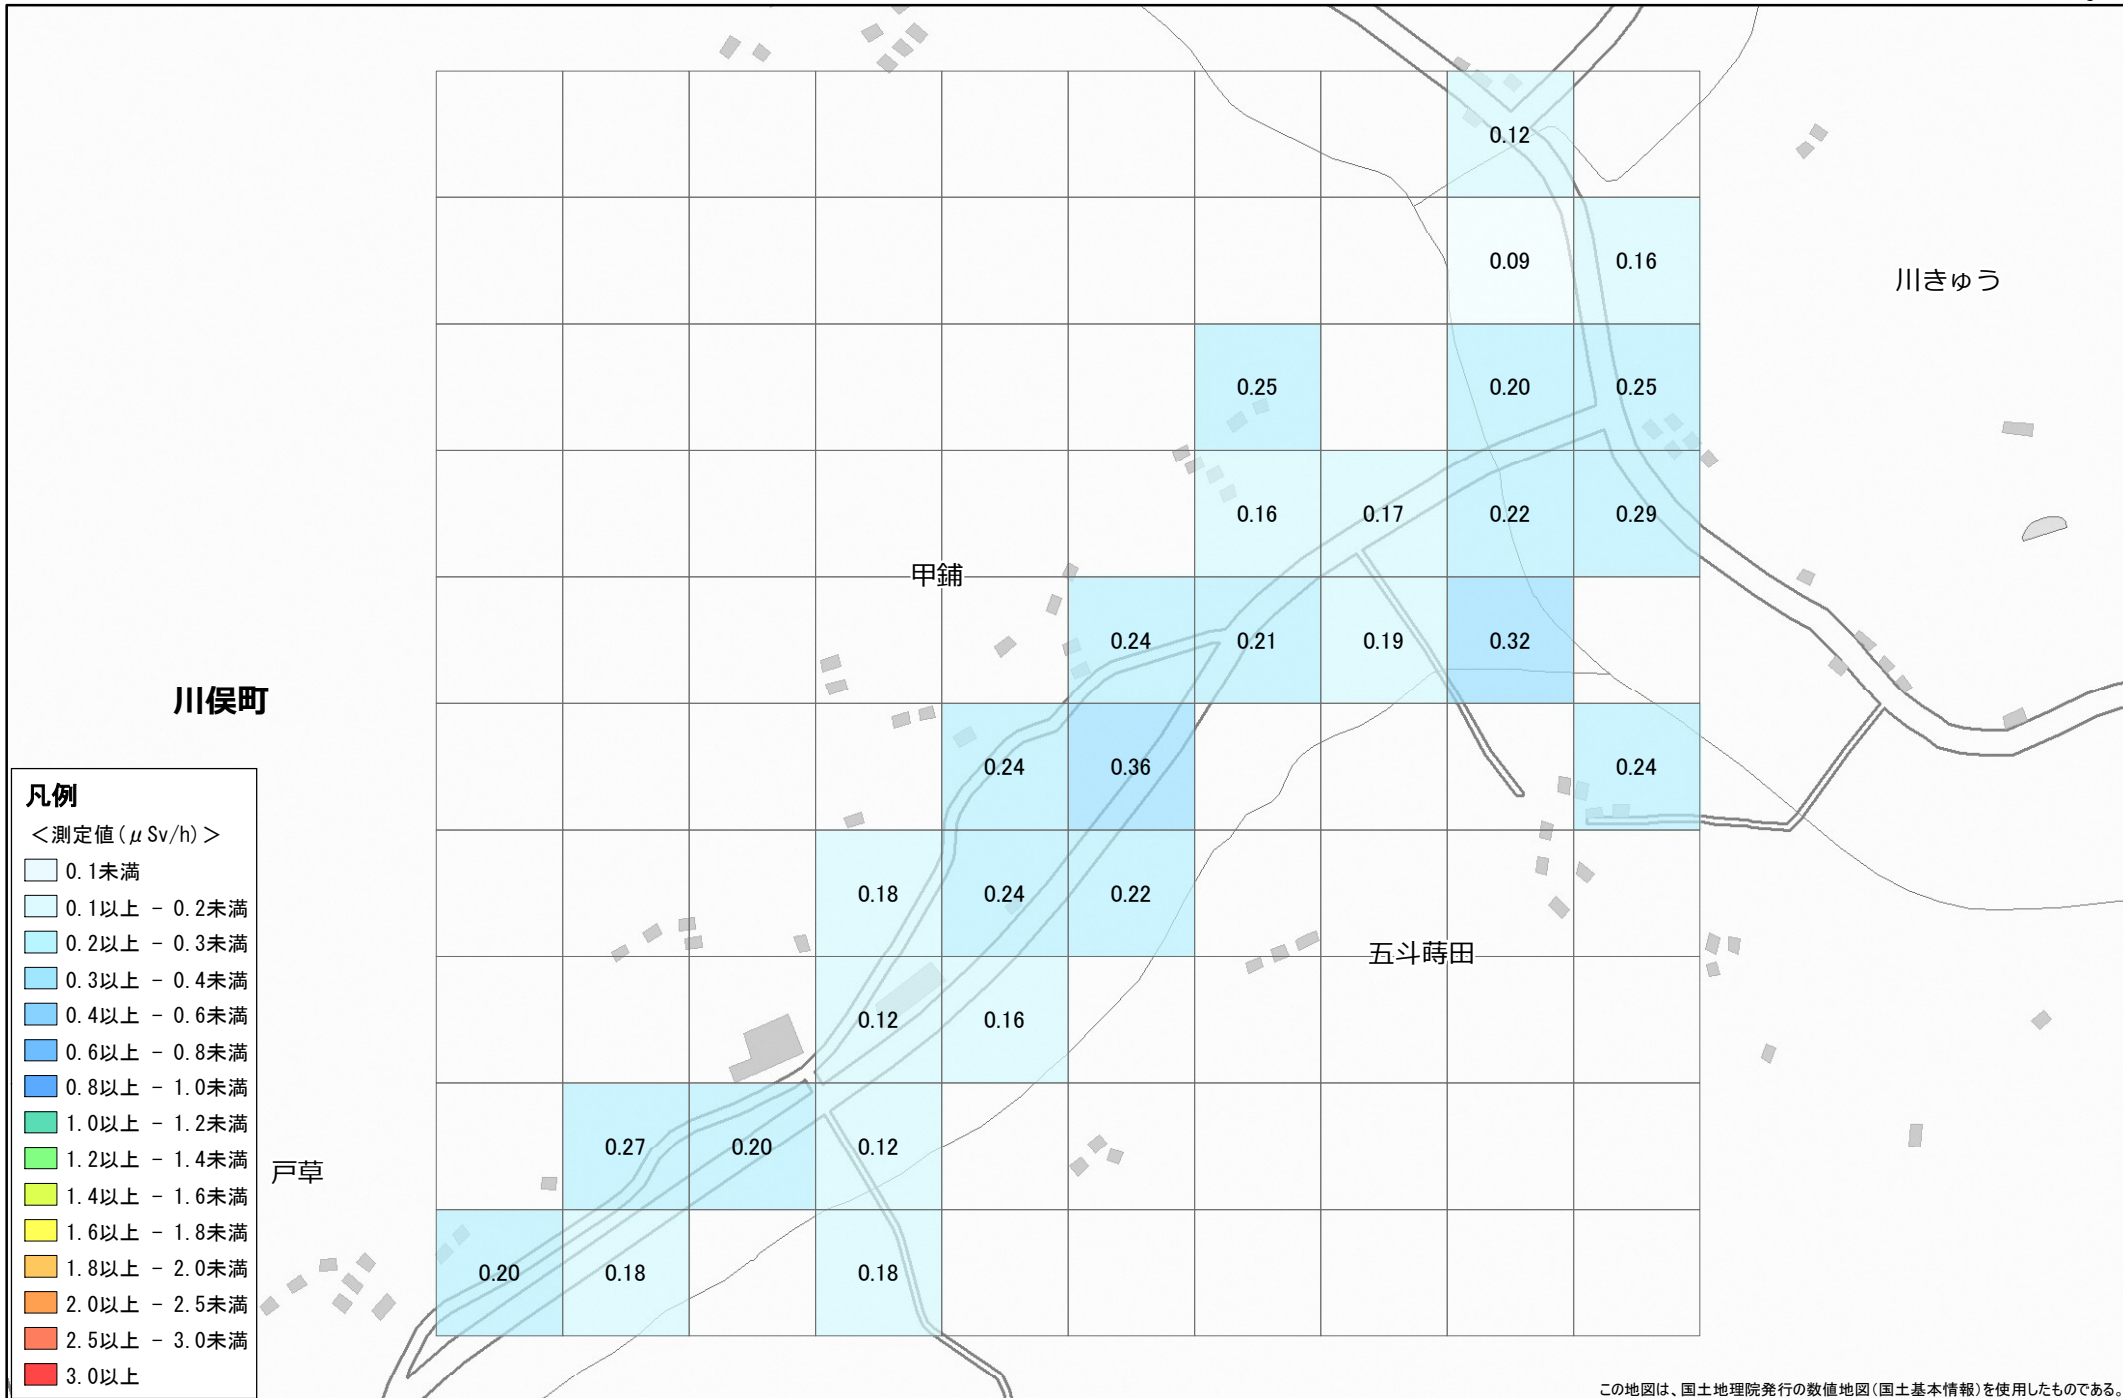 0.12
0.09 0.16
川きゅう
0.25 0.20 0.25
0.16 0.17 0.22 0.29
甲鋪
0.24 0.21 0.19 0.32
川俣町
0.24 0.36 0.24
0.18 0.24 0.22
五斗蒔田
0.12 0.16
0.27 0.20 0.12
戸草
0.20 0.18 0.18
凡例
＜測定値(μSv/h)＞
0.1未満
0.1以上 - 0.2未満
0.2以上 - 0.3未満
0.3以上 - 0.4未満
0.4以上 - 0.6未満
0.6以上 - 0.8未満
0.8以上 - 1.0未満
1.0以上 - 1.2未満
1.2以上 - 1.4未満
1.4以上 - 1.6未満
1.6以上 - 1.8未満
1.8以上 - 2.0未満
2.0以上 - 2.5未満
2.5以上 - 3.0未満
3.0以上
この地図は、国土地理院発行の数値地図(国土基本情報)を使用したものである。